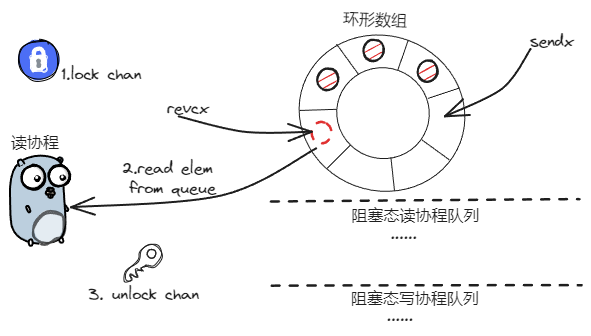 环形数组
sendx
1.lock chan
revcx
读协程
2.read elem
from queue
阻塞态读协程队列
......
3. unlock chan
阻塞态写协程队列
......